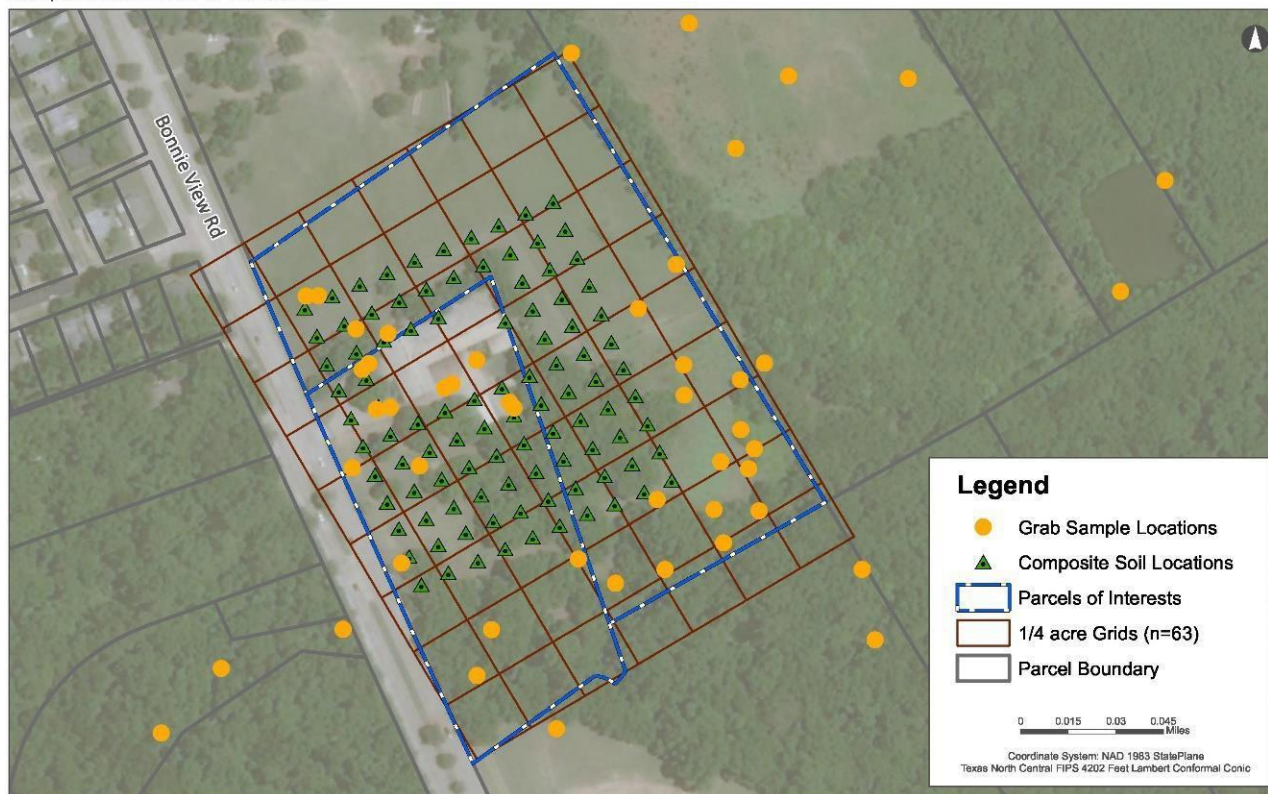 Bonnie View Rd
Legend
Grab Sample Locations
Composite Soil Locations
Parcels of Interests
1/4 acre Grids (n=63)
Parcel Boundary
0 0.015 0.03 0.045
Miles
Coordinate System: NAD 1983 StatePlane
Texas North Central FIPS 4202 Feet Lambert Conformal Conic